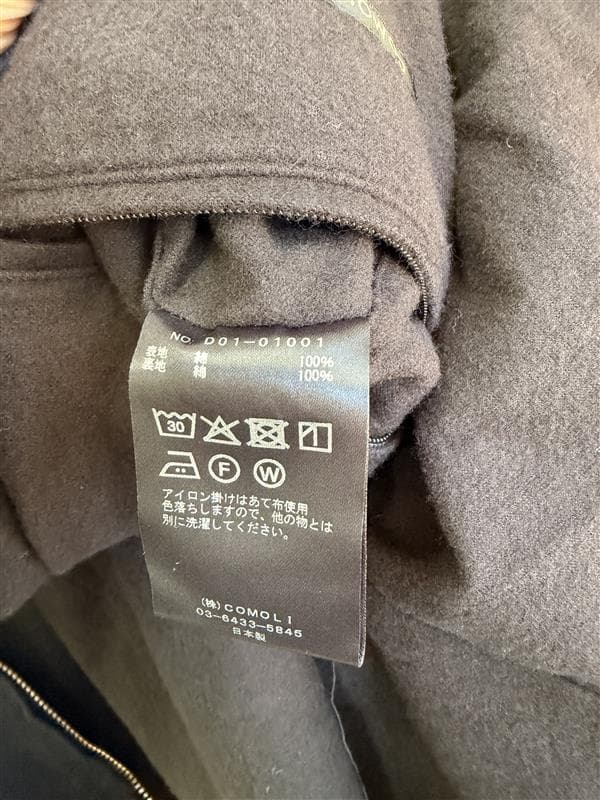 NO. D01-01001
表地 綿 100%
裏地 綿 100%
30
F W
アイロン掛けはあて布使用
色落ちしますので、他の物とは
別に洗濯してください。
(株) COMOLI
03-6433-5845
日本製